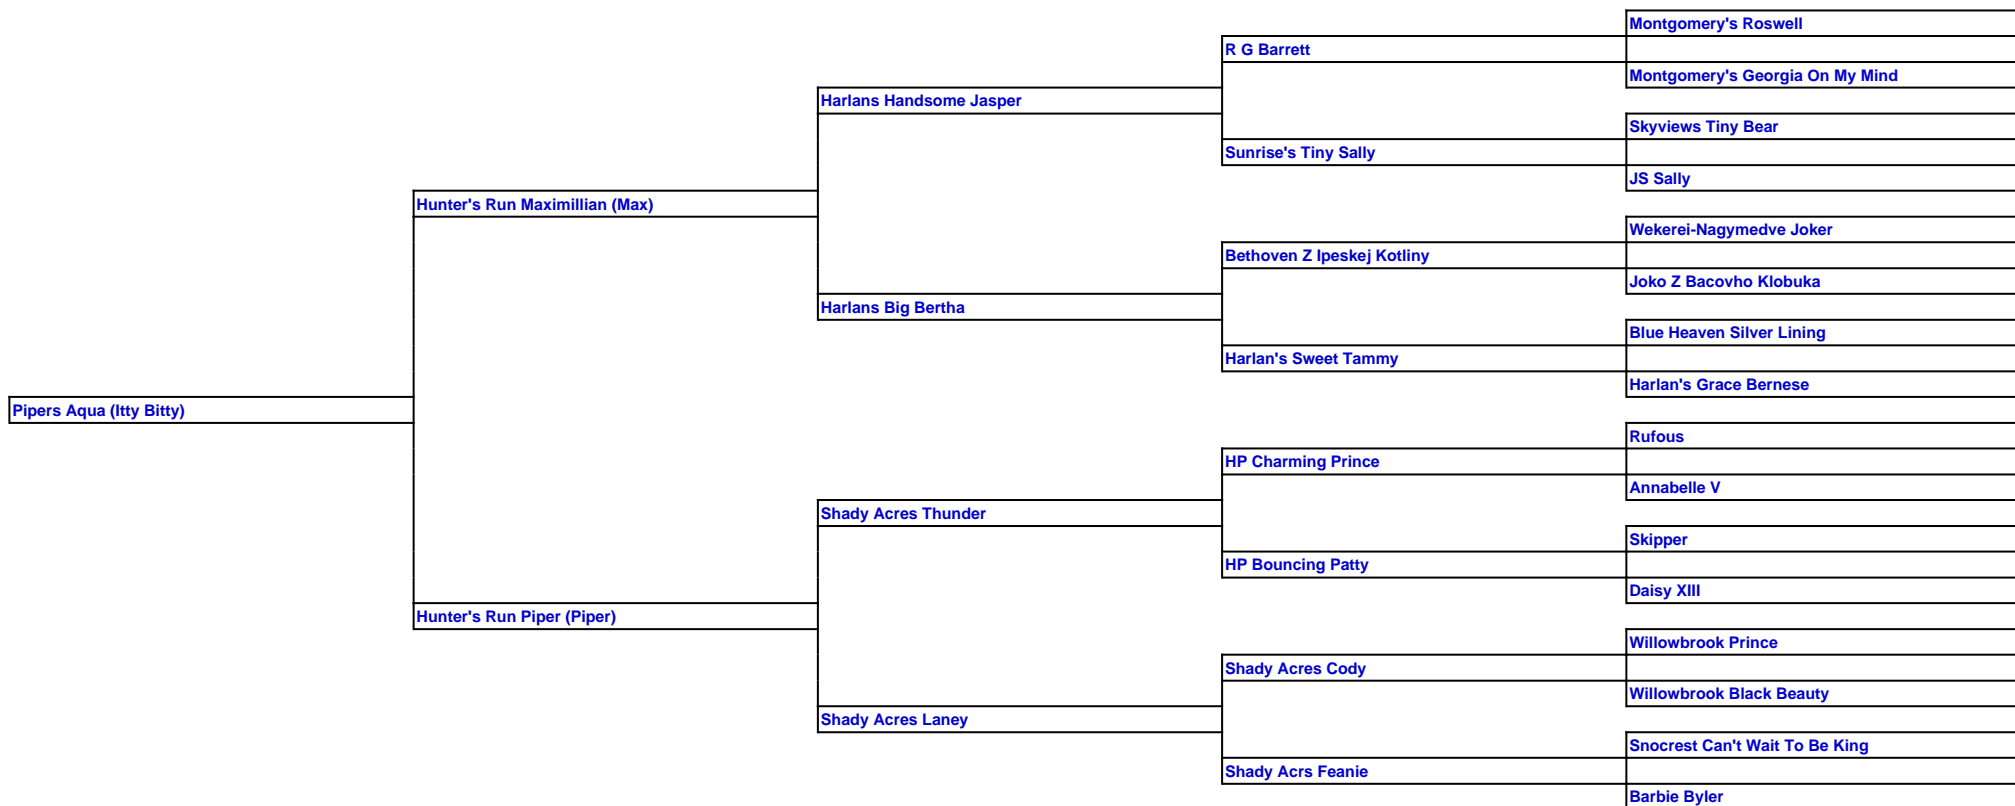 Montgomery's Roswell
R G Barrett
Montgomery's Georgia On My Mind
Harlans Handsome Jasper
Skyviews Tiny Bear
Sunrise's Tiny Sally
JS Sally
Hunter's Run Maximillian (Max)
Wekerei-Nagymedve Joker
Bethoven Z Ipeskej Kotliny
Joko Z Bacovho Klobuka
Harlans Big Bertha
Blue Heaven Silver Lining
Harlan's Sweet Tammy
Harlan's Grace Bernese
Pipers Aqua (Itty Bitty)
Rufous
HP Charming Prince
Annabelle V
Shady Acres Thunder
Skipper
HP Bouncing Patty
Daisy XIII
Hunter's Run Piper (Piper)
Willowbrook Prince
Shady Acres Cody
Willowbrook Black Beauty
Shady Acres Laney
Snocrest Can't Wait To Be King
Shady Acrs Feanie
Barbie Byler